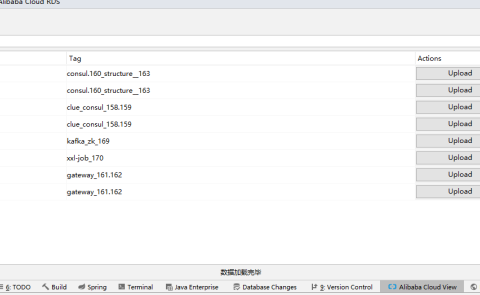 Alibaba Cloud RDS
Tag Actions
consul.160_structure__163 Upload
consul.160_structure__163 Upload
clue_consul_158.159 Upload
clue_consul_158.159 Upload
kafka_zk_169 Upload
xxl-job_170 Upload
gateway_161.162 Upload
gateway_161.162 Upload
数据加载完毕
6: TODO Build Spring Terminal Java Enterprise Database Changes 9: Version Control Alibaba Cloud View